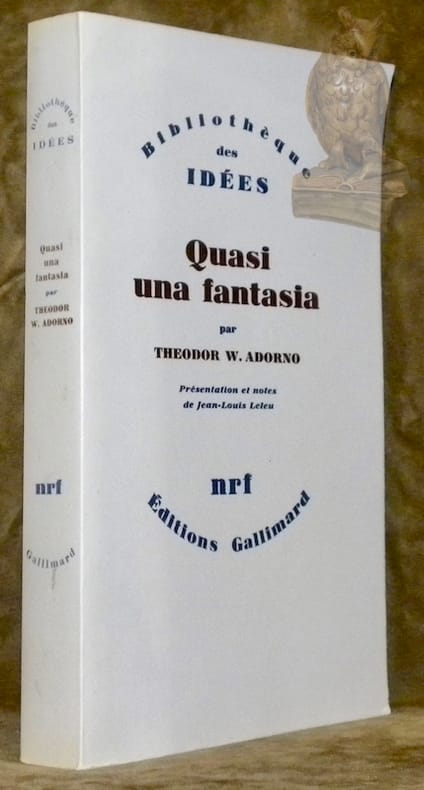 Bibliothèque
des
IDÉES
Quasi
una
fantasia
par
THEODOR
W. ADORNO
nrf
Gallimard
Bibliothèque
des
IDÉES
Quasi
una fantasia
par
THEODOR W. ADORNO
Présentation et notes
de Jean-Louis Leleu
nrf
Éditions Gallimard